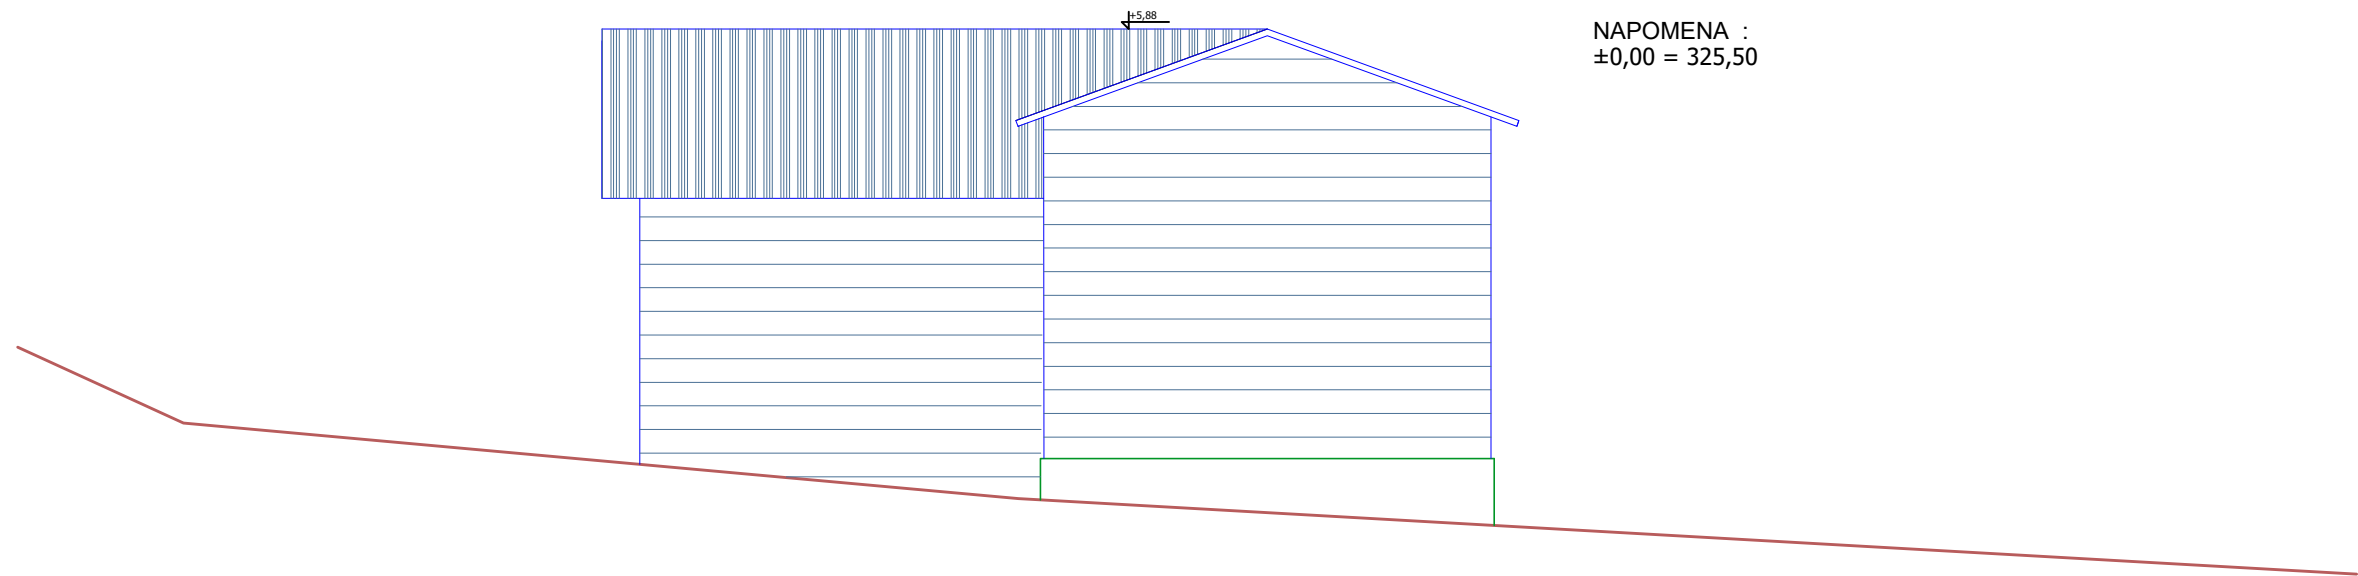 +5,88
NAPOMENA :
±0,00 = 325,50